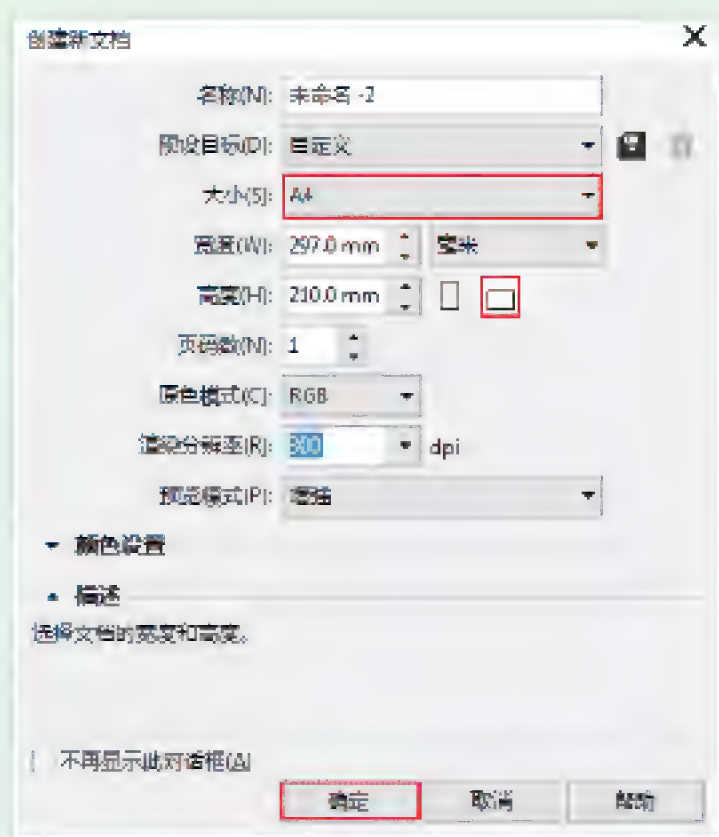 创建新文档
名称(N): 未命名 -2
预设目标(D): 自定义
大小(S): A4
宽度(W): 297.0 mm 毫米
高度(H): 210.0 mm
页码数(N): 1
原色模式(C): RGB
渲染分辨率(R): 300 dpi
预览模式(P): 增强
颜色设置
描述
选择文档的宽度和高度。
不再显示此对话框(A)
确定 取消 帮助